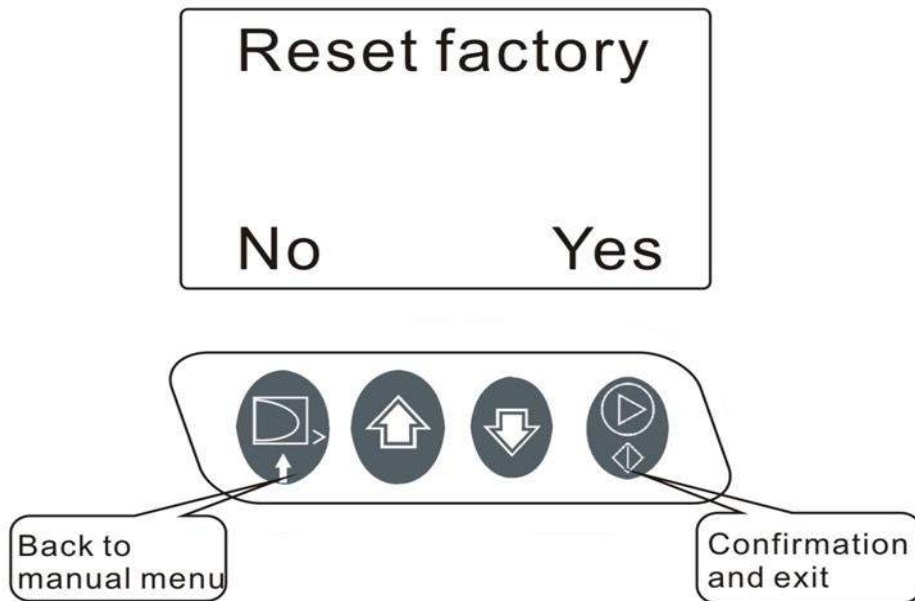 Reset factory
No Yes
Back to
manual menu
Confirmation
and exit